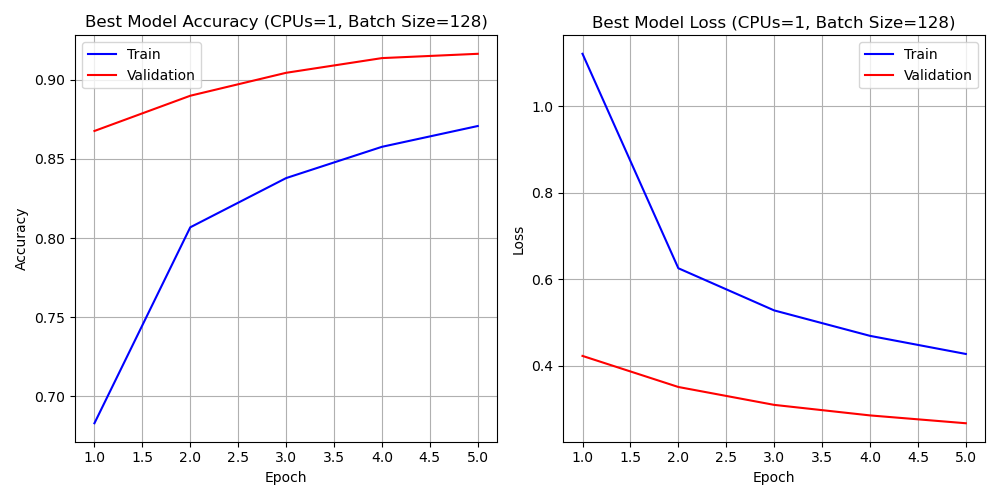 Best Model Accuracy (CPUs=1, Batch Size=128)
Train
Validation
Accuracy
0.90
0.85
0.80
0.75
0.70
1.0 1.5 2.0 2.5 3.0 3.5 4.0 4.5 5.0
Epoch
Best Model Loss (CPUs=1, Batch Size=128)
Train
Validation
Loss
1.0
0.8
0.6
0.4
1.0 1.5 2.0 2.5 3.0 3.5 4.0 4.5 5.0
Epoch